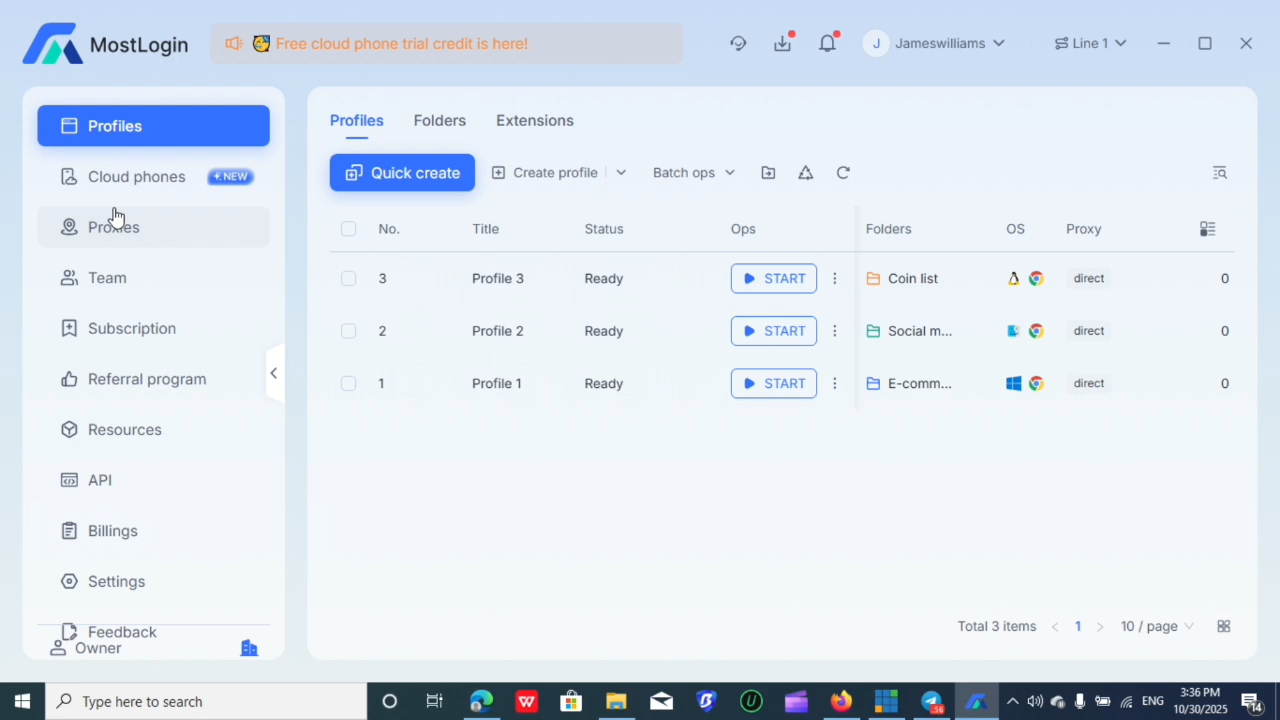 MostLogin
Free cloud phone trial credit is here!
J Jameswilliams
Line 1
Profiles
Cloud phones
NEW
Proxies
Team
Subscription
Referral program
Resources
API
Billings
Settings
Feedback
Owner
Profiles Folders Extensions
Quick create Create profile Batch ops
No. Title Status Ops Folders OS Proxy
3 Profile 3 Ready START Coin list direct 0
2 Profile 2 Ready START Social m... direct 0
1 Profile 1 Ready START E-comm... direct 0
Total 3 items < 1 > 10 / page
Type here to search
W
U
.56
ENG
3:36 PM
10/30/2025
14